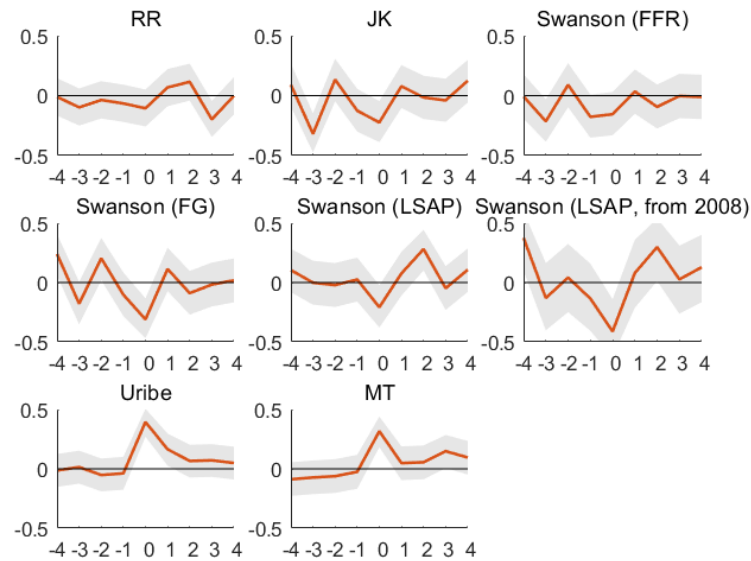 RR JK Swanson (FFR)
0.5 0.5 0.5
0 0 0
-0.5 -0.5 -0.5
-4 -3 -2 -1 0 1 2 3 4 -4 -3 -2 -1 0 1 2 3 4 -4 -3 -2 -1 0 1 2 3 4
Swanson (FG) Swanson (LSAP) Swanson (LSAP, from 2008)
0.5 0.5 0.5
0 0 0
-0.5 -0.5 -0.5
-4 -3 -2 -1 0 1 2 3 4 -4 -3 -2 -1 0 1 2 3 4 -4 -3 -2 -1 0 1 2 3 4
Uribe MT
0.5 0.5
0 0
-0.5 -0.5
-4 -3 -2 -1 0 1 2 3 4 -4 -3 -2 -1 0 1 2 3 4